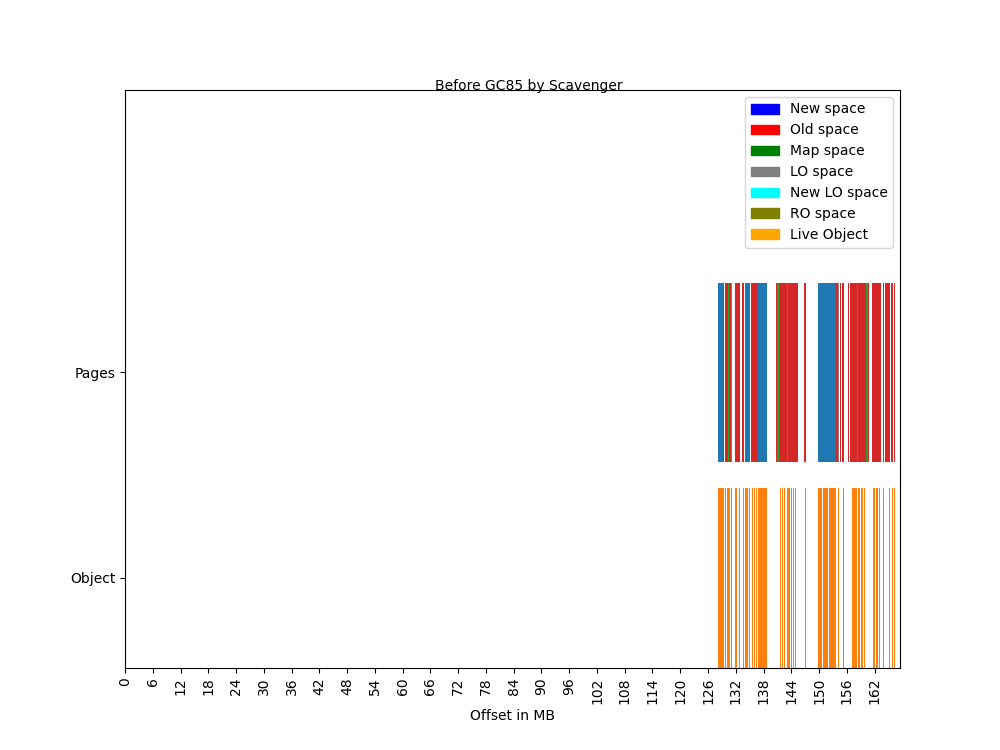 Before GC85 by Scavenger
New space
Old space
Map space
LO space
New LO space
RO space
Live Object
Pages
Object
0 6 12 18 24 30 36 42 48 54 60 66 72 78 84 90 96 102 108 114 120 126 132 138 144 150 156 162
Offset in MB